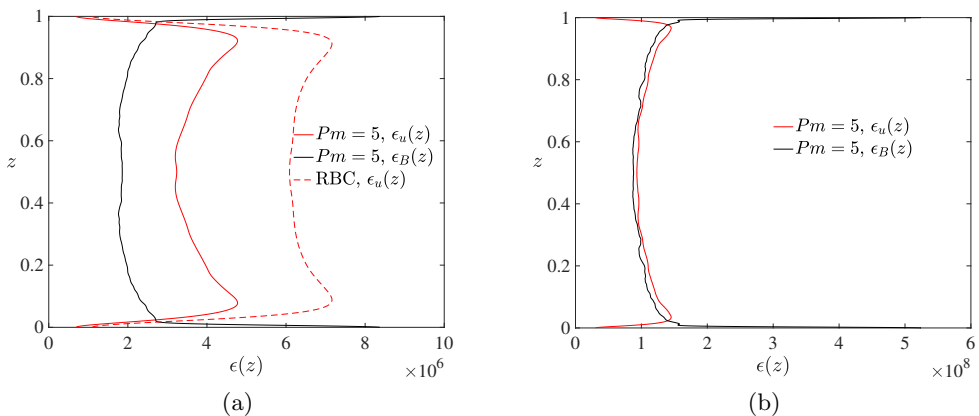 1
0.8
0.6
z
0.4
0.2
0
0 2 4 6 8 10
ϵ(z)
×10^6
Pm = 5, ϵ_u(z)
Pm = 5, ϵ_B(z)
RBC, ϵ_u(z)
(a)
1
0.8
0.6
z
0.4
0.2
0
0 1 2 3 4 5 6
ϵ(z)
×10^8
Pm = 5, ϵ_u(z)
Pm = 5, ϵ_B(z)
(b)